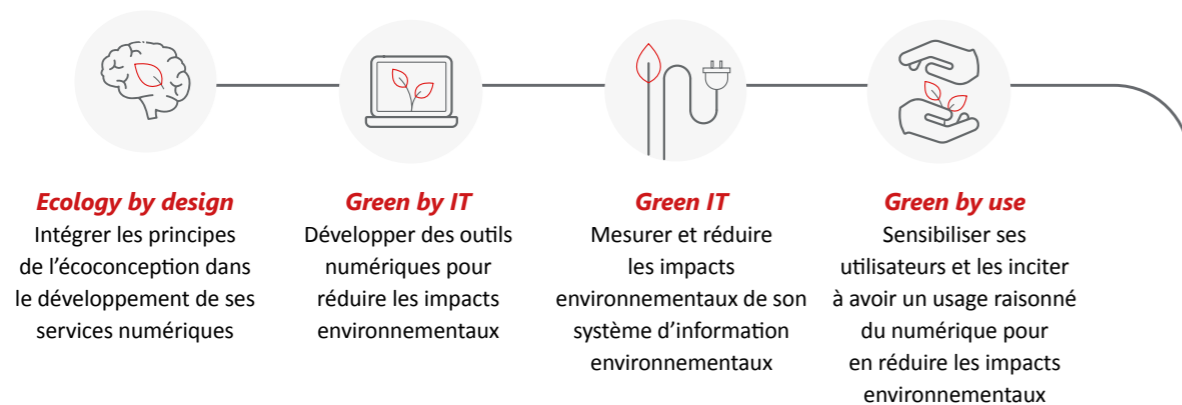 Ecology by design
Intégrer les principes
de l’écoconception dans
le développement de ses
services numériques
Green by IT
Développer des outils
numériques pour
réduire les impacts
environnementaux
Green IT
Mesurer et réduire
les impacts
environnementaux de son
système d’information
environnementaux
Green by use
Sensibiliser ses
utilisateurs et les inciter
à avoir un usage raisonné
du numérique pour
en réduire les impacts
environnementaux